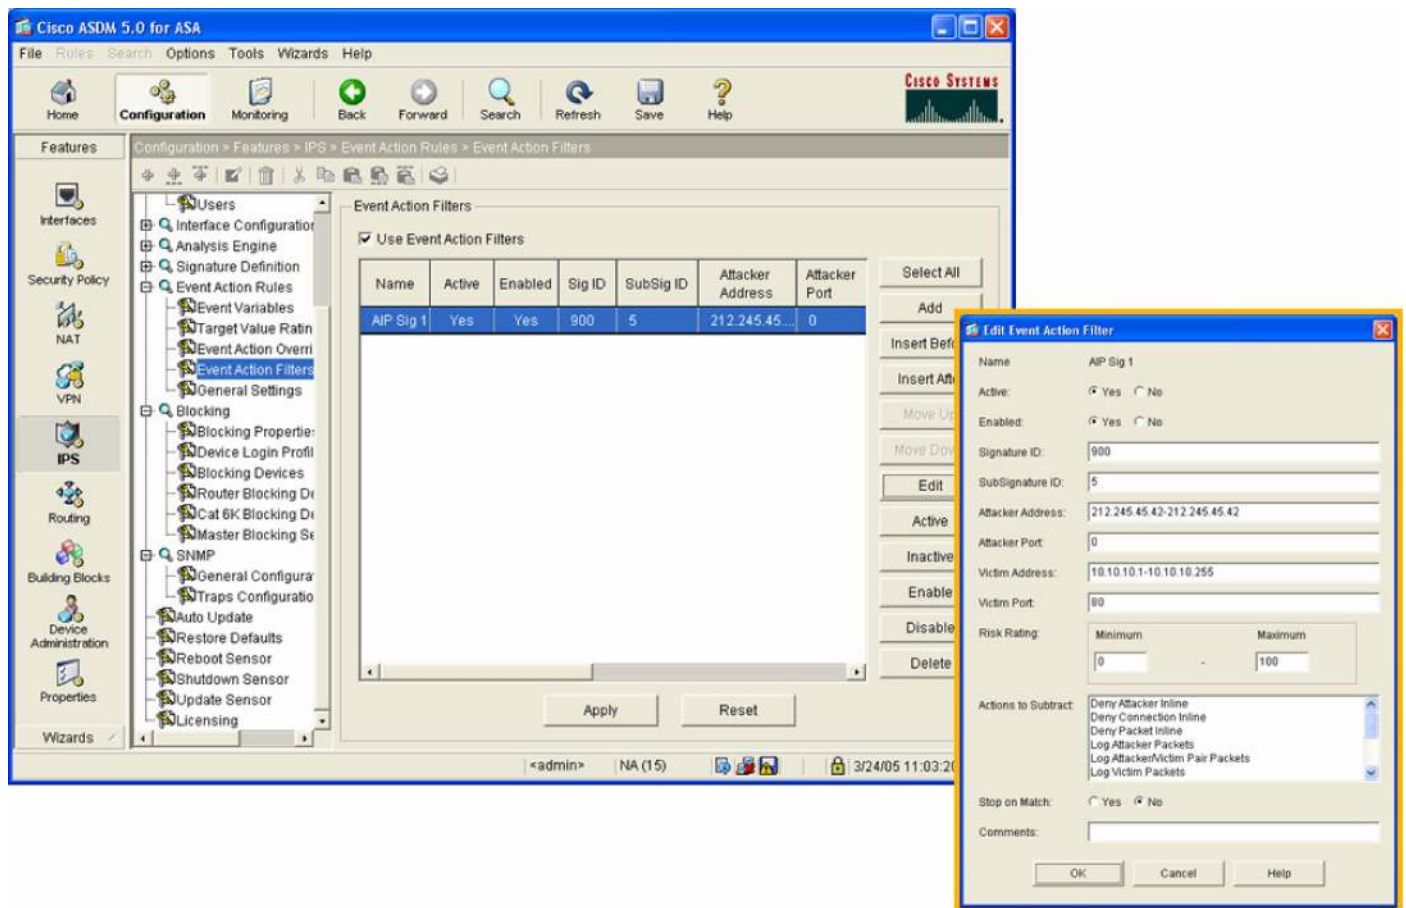 Cisco ASDM 5.0 for ASA
File Rules Search Options Tools Wizards Help
Home Configuration Monitoring Back Forward Search Refresh Save Help
CISCO SYSTEMS
Features
Configuration > Features > IPS > Event Action Rules > Event Action Filters
Interfaces
Security Policy
NAT
VPN
IPS
Routing
Building Blocks
Device Administration
Properties
Wizards
Users
Interface Configuration
Analysis Engine
Signature Definition
Event Action Rules
Event Variables
Target Value Ratin
Event Action Overri
Event Action Filters
General Settings
Blocking
Blocking Propertie
Device Login Profil
Blocking Devices
Router Blocking De
Cat 6K Blocking De
Master Blocking Se
SNMP
General Configura
Traps Configuratio
Auto Update
Restore Defaults
Reboot Sensor
Shutdown Sensor
Update Sensor
Licensing
Event Action Filters
Use Event Action Filters
Name Active Enabled Sig ID SubSig ID Attacker Address Attacker Port
AIP Sig 1 Yes Yes 900 5 212.245.45.... 0
Select All
Add
Insert Befo
Insert Afte
Move Up
Move Dow
Edit
Active
Inactive
Enable
Disable
Delete
Apply Reset
<admin> NA (15) 3/24/05 11:03:20
Edit Event Action Filter
Name AIP Sig 1
Active: Yes No
Enabled: Yes No
Signature ID: 900
SubSignature ID: 5
Attacker Address: 212.245.45.42-212.245.45.42
Attacker Port: 0
Victim Address: 10.10.10.1-10.10.10.255
Victim Port: 80
Risk Rating: Minimum Maximum
0 - 100
Actions to Subtract: Deny Attacker Inline
Deny Connection Inline
Deny Packet Inline
Log Attacker Packets
Log Attacker/Victim Pair Packets
Log Victim Packets
Stop on Match: Yes No
Comments:
OK Cancel Help